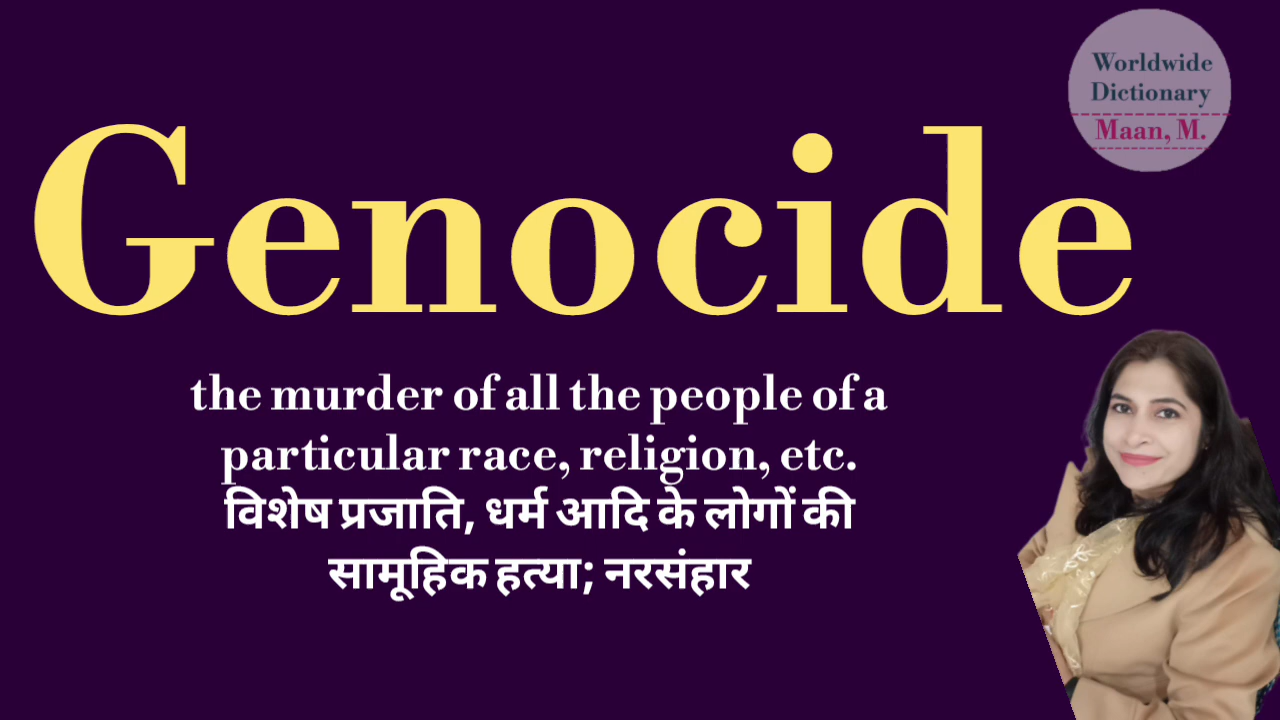 Worldwide
Dictionary
Maan, M.
Genocide
the murder of all the people of a
particular race, religion, etc.
विशेष प्रजाति, धर्म आदि के लोगों की
सामूहिक हत्या; नरसंहार